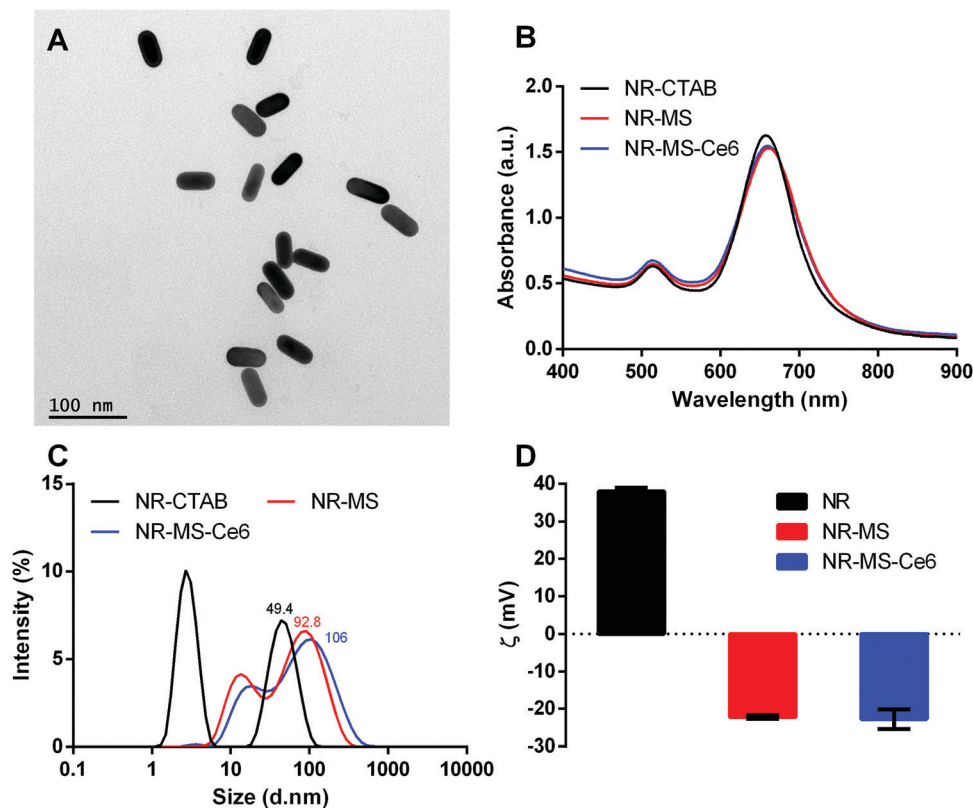 A
100 nm
B
Absorbance (a.u.)
2.0
1.5
1.0
0.5
0.0
NR-CTAB
NR-MS
NR-MS-Ce6
400 500 600 700 800 900
Wavelength (nm)
C
Intensity (%)
15
10
5
0
NR-CTAB NR-MS
NR-MS-Ce6
49.4
92.8
106
0.1 1 10 100 1000 10000
Size (d.nm)
D
ζ (mV)
40
30
20
10
0
-10
-20
-30
NR
NR-MS
NR-MS-Ce6